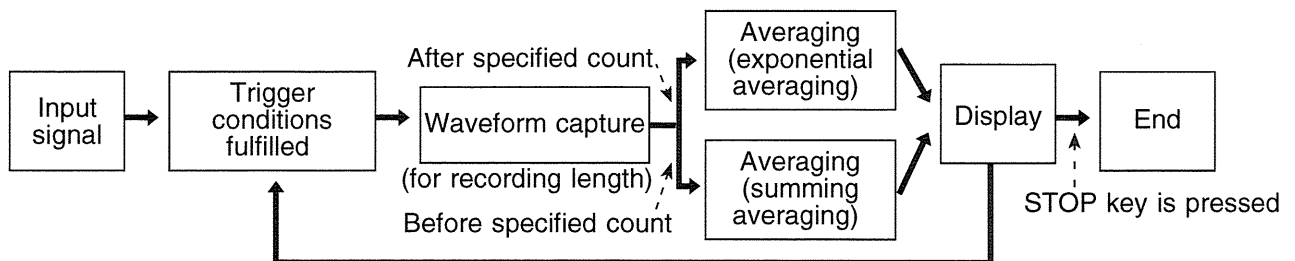 Input
signal
Trigger
conditions
fulfilled
After specified count
Waveform capture
(for recording length)
Before specified count
Averaging
(exponential
averaging)
Averaging
(summing
averaging)
Display
End
STOP key is pressed